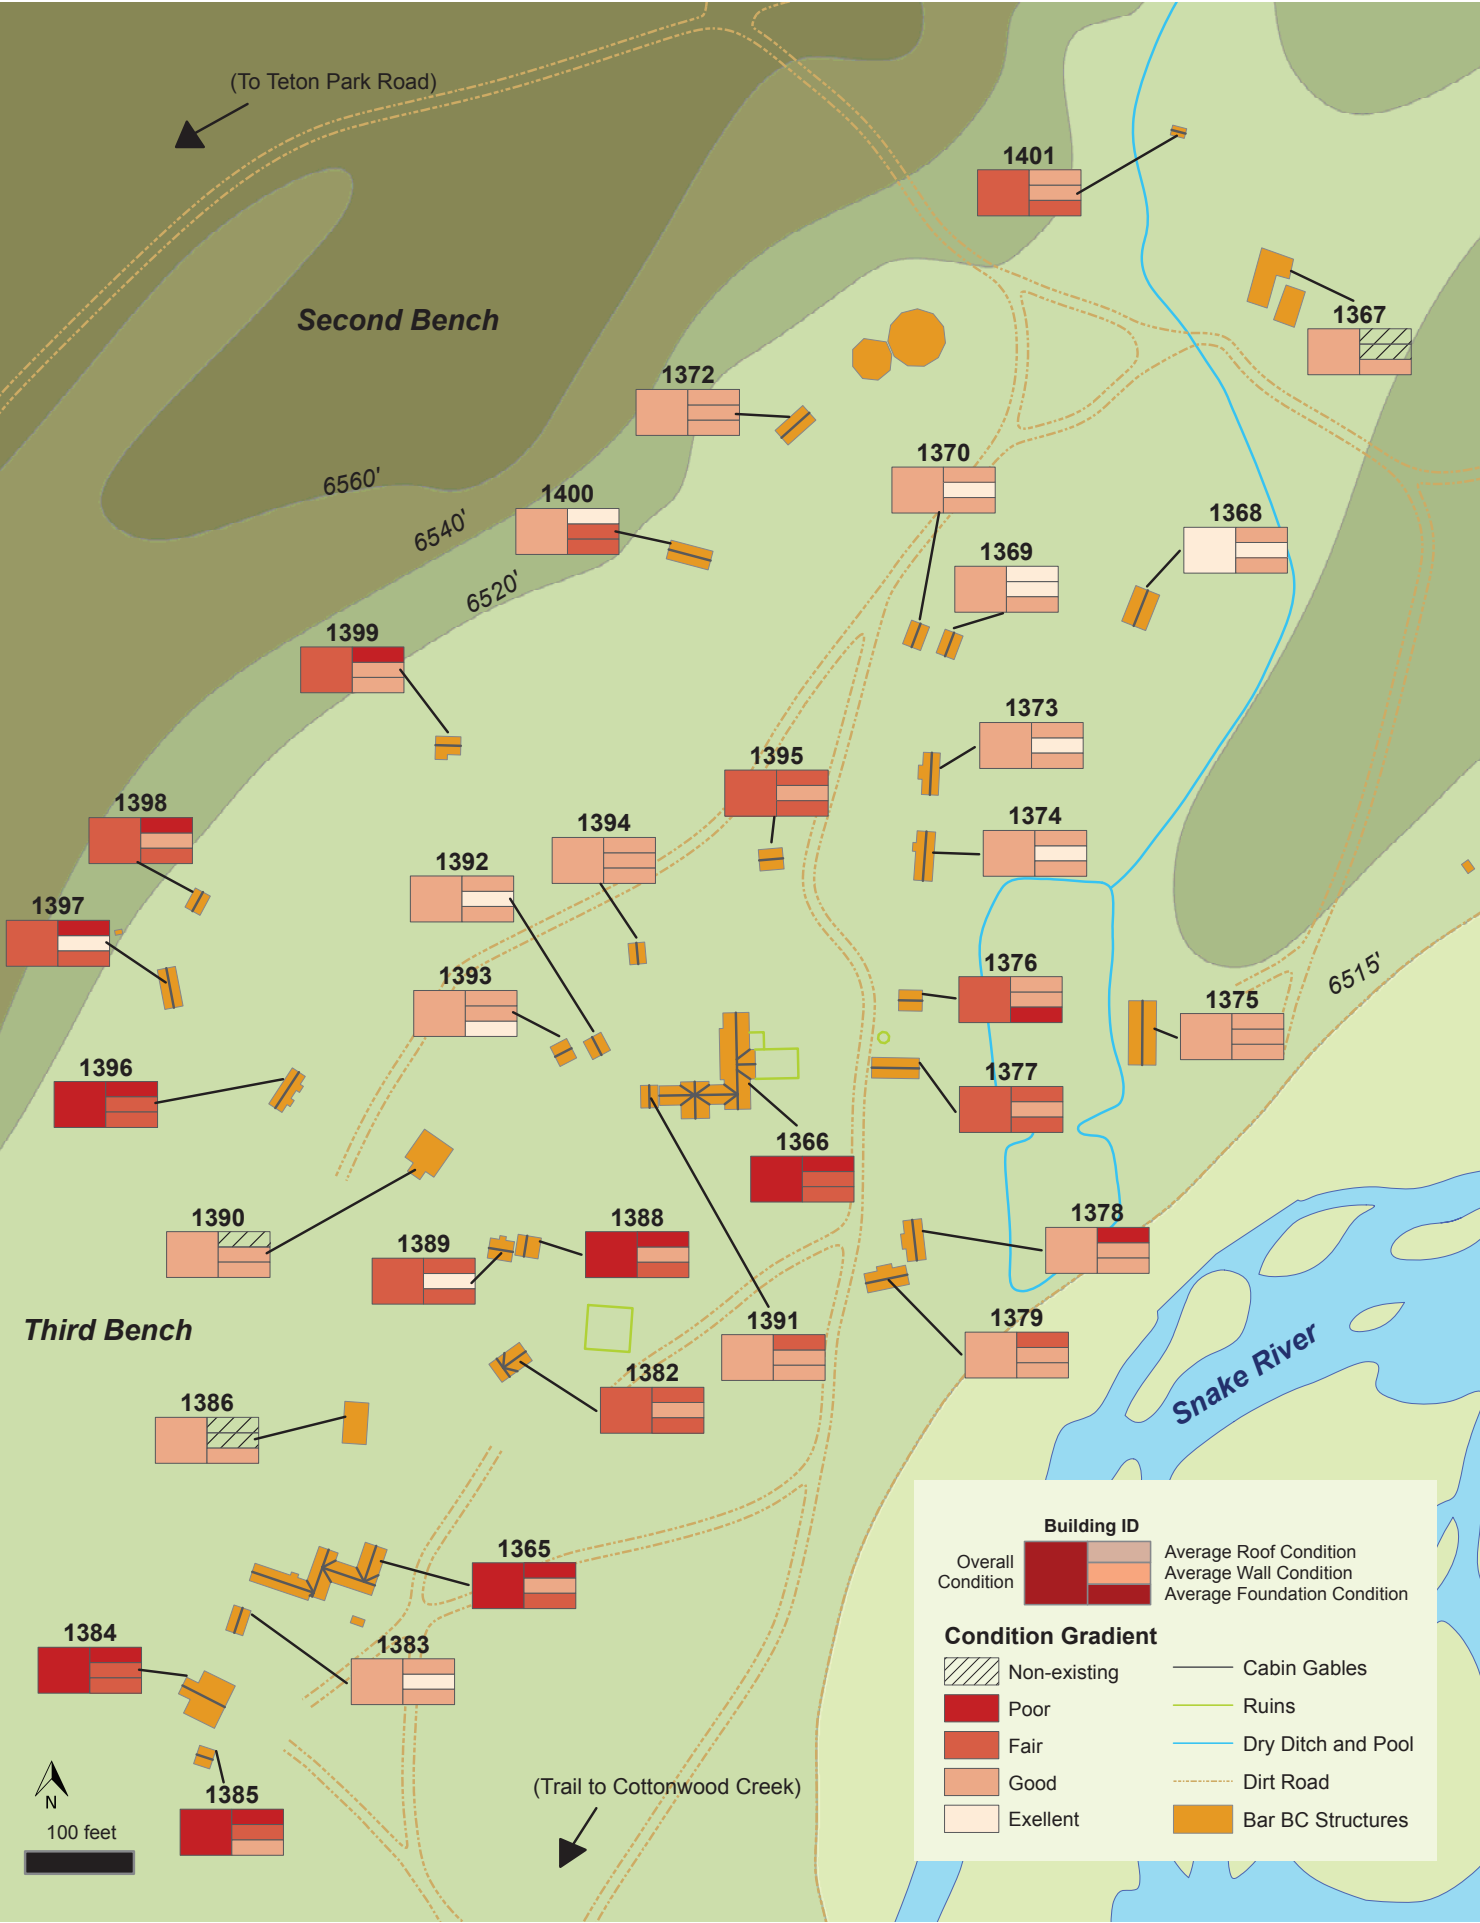 (To Teton Park Road)
1401
Second Bench
1367
1372
1370
6560'
1400
6540'
1368
1369
6520'
1399
1373
1395
1398
1394
1374
1392
1397
1376
1393
6515'
1375
1396
1377
1366
1390
1388
1378
1389
Third Bench
1391
1379
Snake River
1382
1386
1365
1384
1383
1385
N
100 feet
(Trail to Cottonwood Creek)
Building ID
Overall
Condition
Average Roof Condition
Average Wall Condition
Average Foundation Condition
Condition Gradient
Non-existing
Poor
Fair
Good
Exellent
Cabin Gables
Ruins
Dry Ditch and Pool
Dirt Road
Bar BC Structures